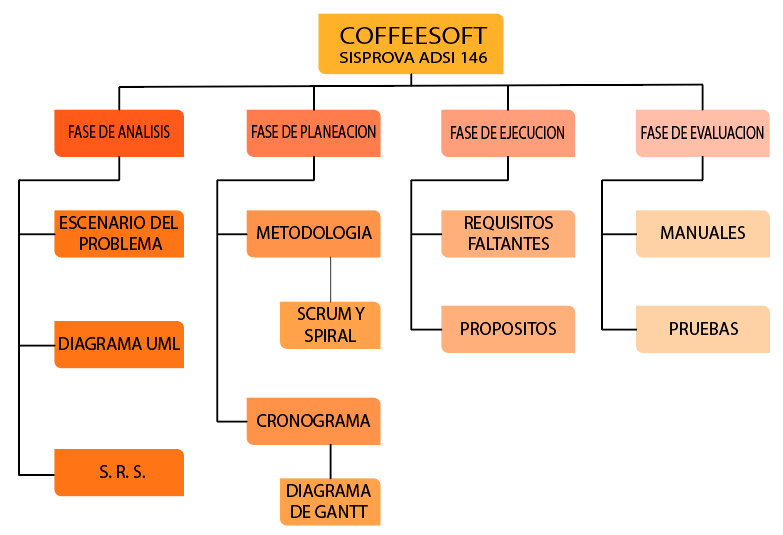 COFFEESOFT
SISPROVA ADSI 146
FASE DE ANALISIS
FASE DE PLANEACION
FASE DE EJECUCION
FASE DE EVALUACION
ESCENARIO DEL
PROBLEMA
DIAGRAMA UML
S. R. S.
METODOLOGIA
SCRUM Y
SPIRAL
CRONOGRAMA
DIAGRAMA
DE GANTT
REQUISITOS
FALTANTES
PROPOSITOS
MANUALES
PRUEBAS